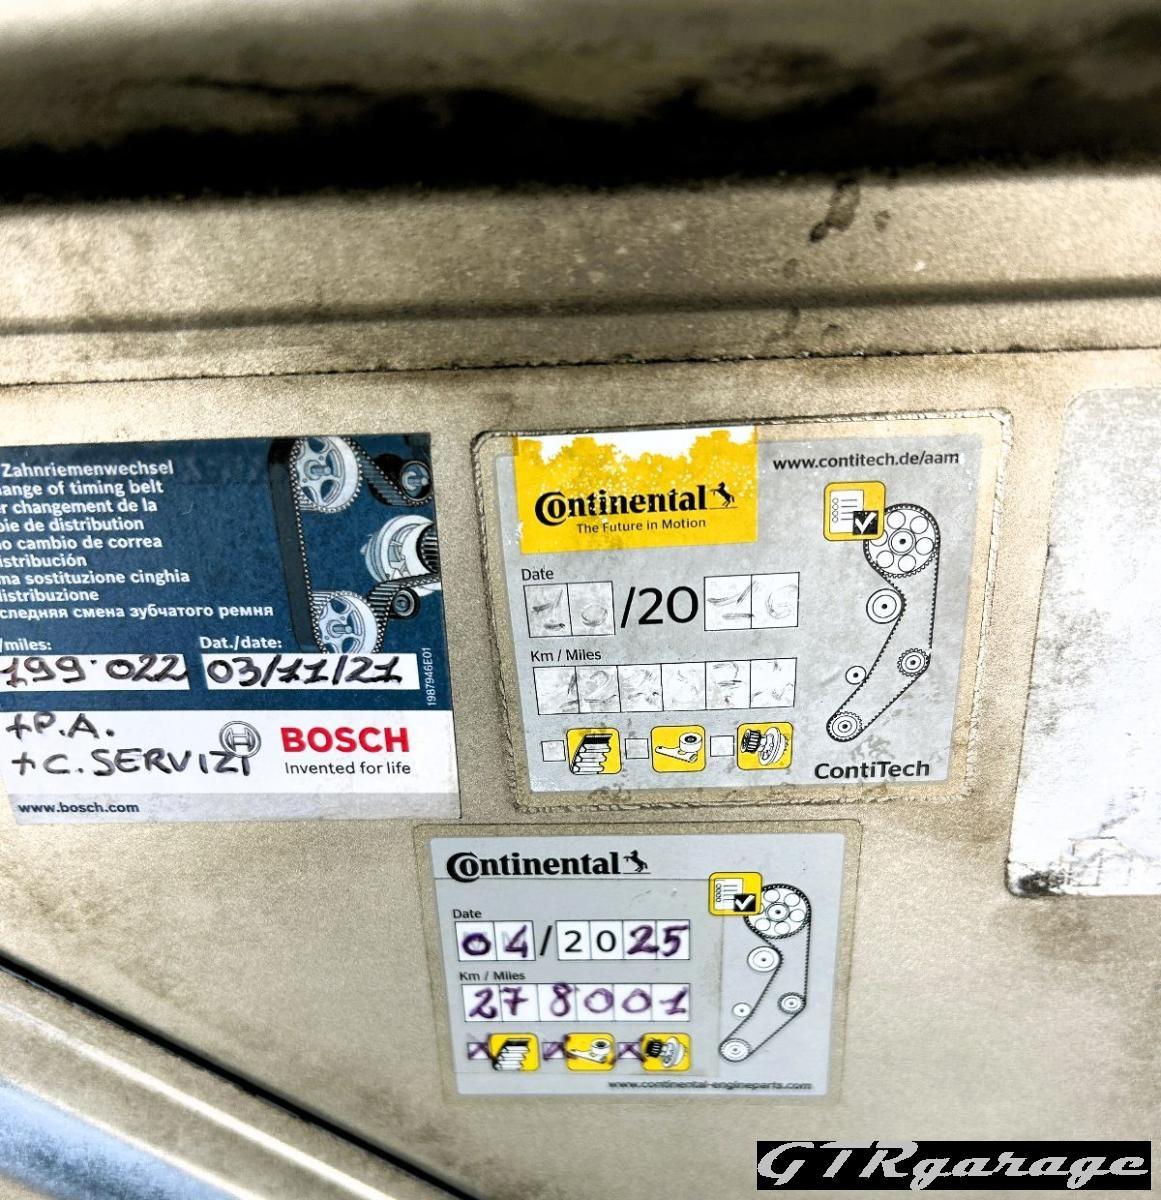 Zahnriemenwechsel
ange of timing belt
er changement de la
oie de distribution
no cambio de correa
istribución
ma sostituzione cinghia
distribuzione
следняя смена зубчатого ремня
/miles:
Dat./date:
199.022
03/11/21
1987946E01
+P.A.
+C. SERVIZI
BOSCH
Invented for life
www.bosch.com
Continental
The Future in Motion
www.contitech.de/aam
Date
/20
Km / Miles
ContiTech
Continental
Date
04/2025
Km / Miles
278001
www.continental-engineparts.com
GTRgarage